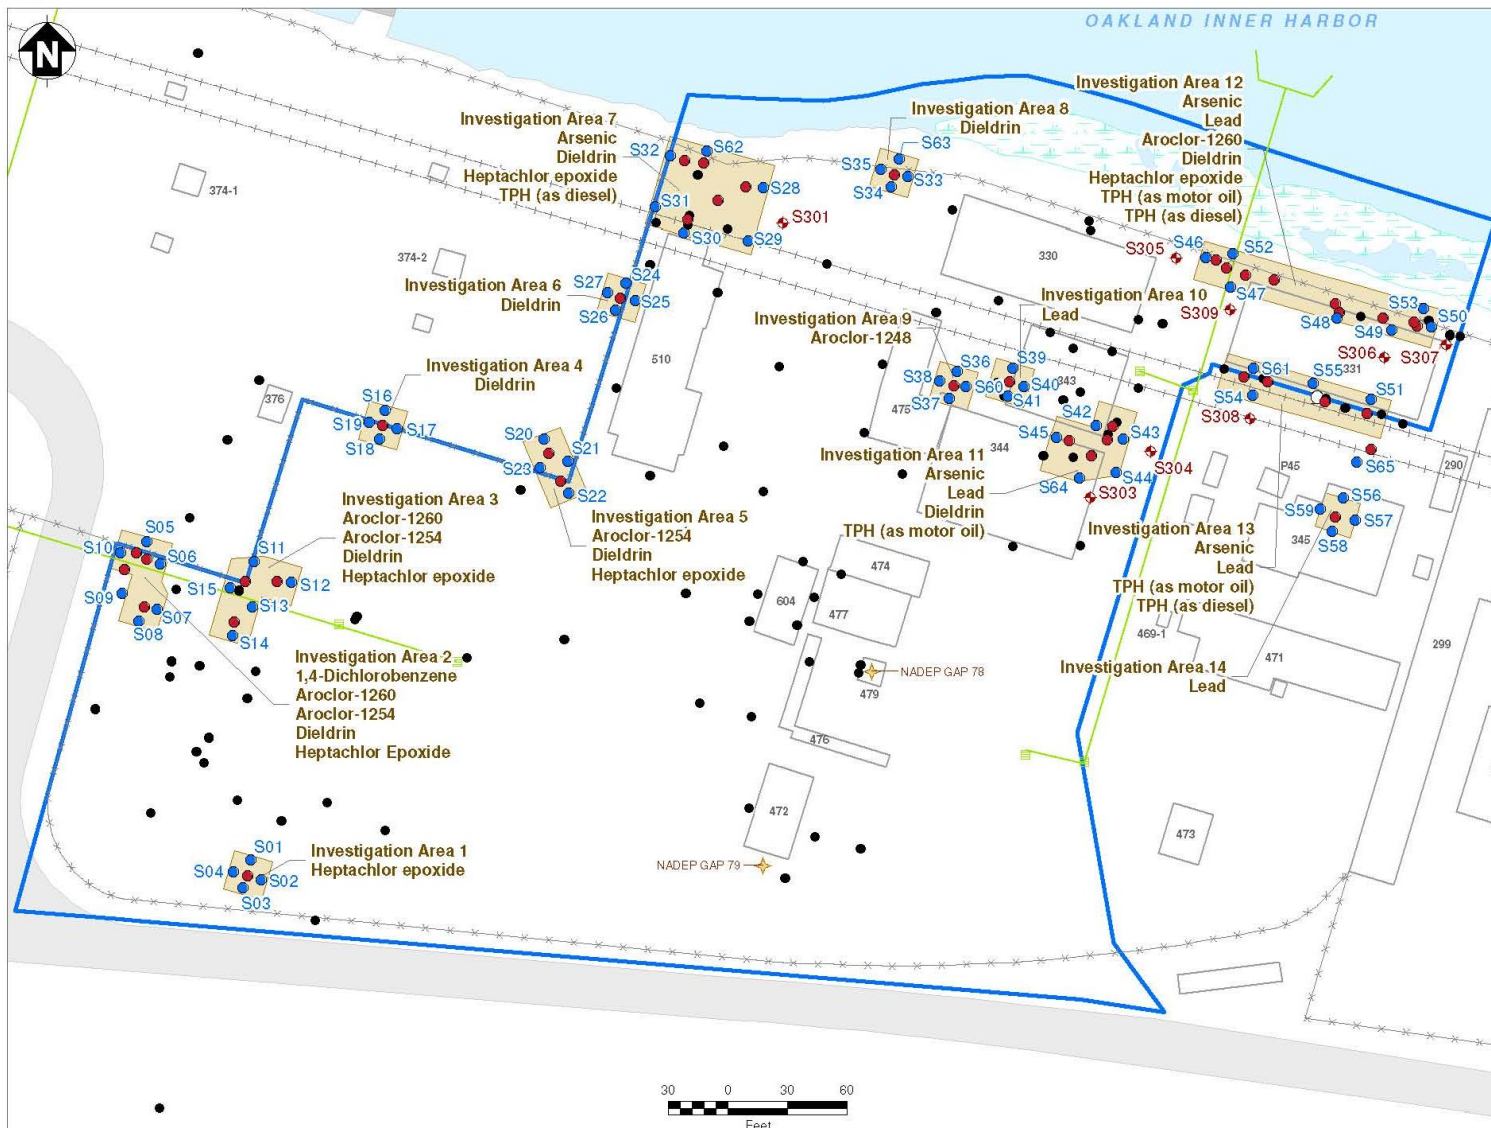 OAKLAND INNER HARBOR
N
Investigation Area 12
Arsenic
Lead
Aroclor-1260
Dieldrin
Heptachlor epoxide
TPH (as motor oil)
TPH (as diesel)
Investigation Area 8
Dieldrin
Investigation Area 7
Arsenic
Dieldrin
Heptachlor epoxide
TPH (as diesel)
S32
S62
S28
S31
S30
S29
S301
S63
S35
S33
S34
374-1
374-2
S27
S24
S25
S26
Investigation Area 6
Dieldrin
330
S305
S46
S52
S47
S309
S53
S48
S49
S50
S306
S307
331
Investigation Area 10
Lead
Investigation Area 9
Aroclor-1248
510
Investigation Area 4
Dieldrin
376
S16
S19
S17
S18
S36
S38
S60
S37
S39
S40
S41
343
475
344
S61
S55
S54
S51
S308
S42
S45
S43
S44
S64
S304
S303
S20
S21
S23
S22
Investigation Area 11
Arsenic
Lead
Dieldrin
TPH (as motor oil)
S65
P45
290
S56
S59
S57
S58
345
Investigation Area 3
Aroclor-1260
Aroclor-1254
Dieldrin
Heptachlor epoxide
Investigation Area 5
Aroclor-1254
Dieldrin
Heptachlor epoxide
Investigation Area 13
Arsenic
Lead
TPH (as motor oil)
TPH (as diesel)
S05
S10
S06
S09
S07
S08
S11
S15
S12
S13
S14
474
604
477
469-1
471
299
Investigation Area 14
Lead
Investigation Area 2
1,4-Dichlorobenzene
Aroclor-1260
Aroclor-1254
Dieldrin
Heptachlor Epoxide
NADEP GAP 78
479
476
472
473
NADEP GAP 79
S01
S04
S02
S03
Investigation Area 1
Heptachlor epoxide
30 0 30 60
Feet